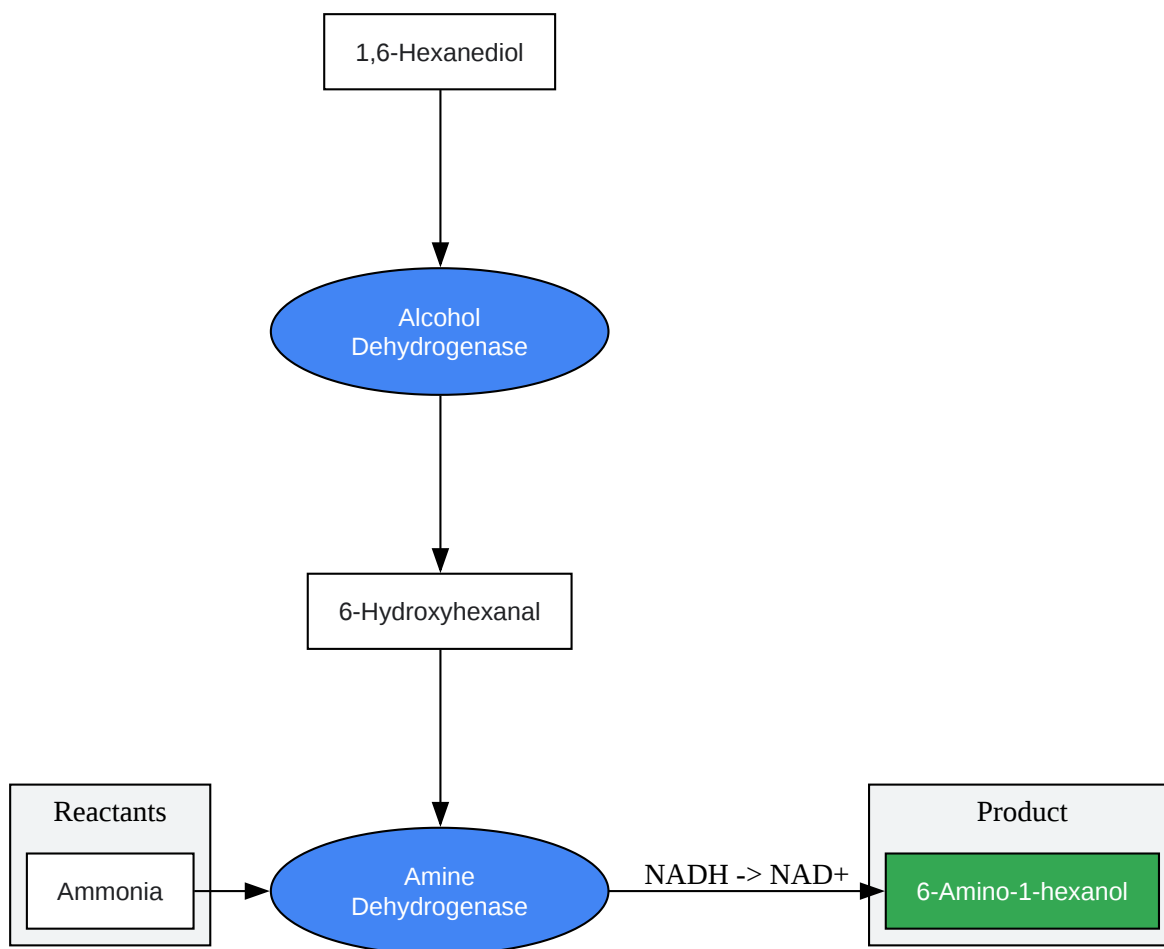 1,6-Hexanediol
Alcohol
Dehydrogenase
6-Hydroxyhexanal
Reactants
Ammonia
Amine
Dehydrogenase
NADH -> NAD+
Product
6-Amino-1-hexanol